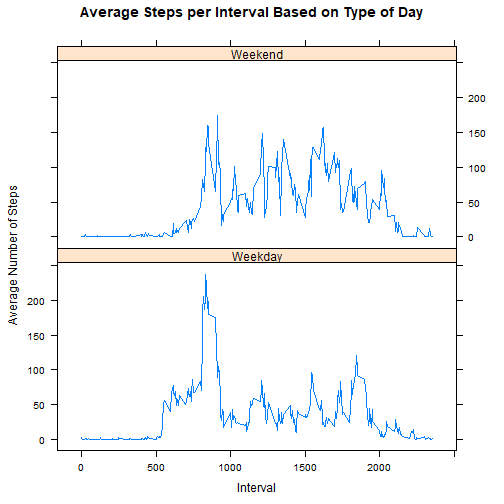 Average Steps per Interval Based on Type of Day
Weekend
200
150
100
50
0
Weekday
200
150
100
50
0
0 500 1000 1500 2000
Interval
Average Number of Steps